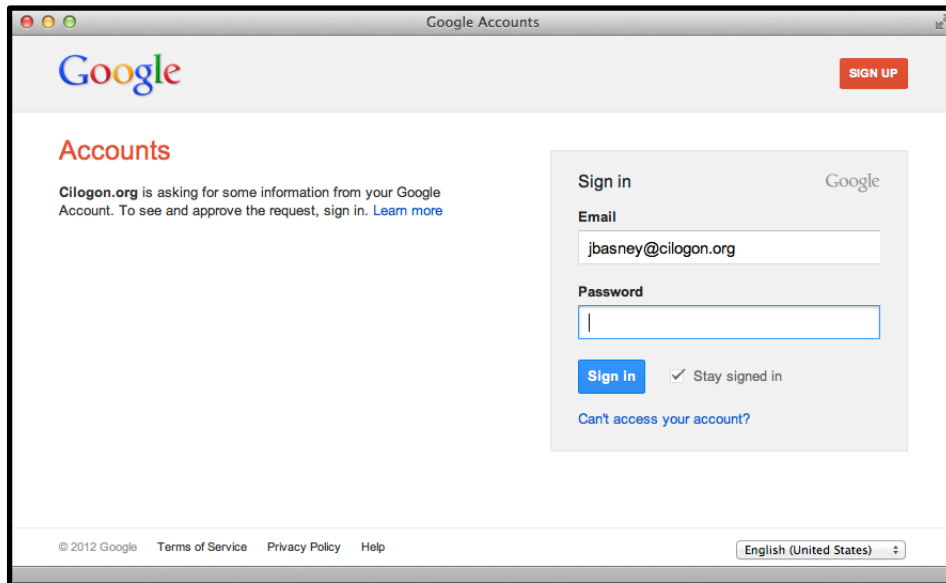 Google Accounts
Google
SIGN UP
Accounts
Cilogon.org is asking for some information from your Google
Account. To see and approve the request, sign in. Learn more
Sign in Google
Email
jbasney@cilogon.org
Password
Sign in Stay signed in
Can't access your account?
© 2012 Google Terms of Service Privacy Policy Help English (United States)